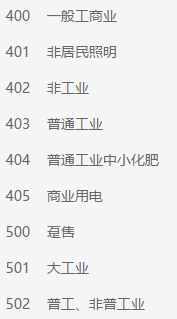 400 一般工商业
401 非居民照明
402 非工业
403 普通工业
404 普通工业中小化肥
405 商业用电
500 趸售
501 大工业
502 普工、非普工业